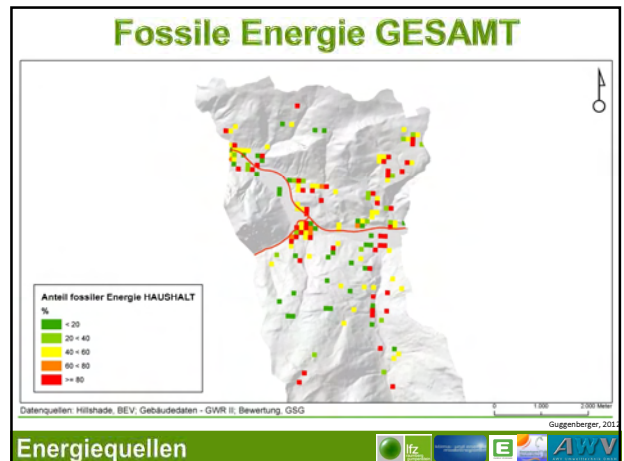 Fossile Energie GESAMT
Anteil fossiler Energie HAUSHALT
%
< 20
20 < 40
40 < 60
60 < 80
>= 80
Datenquellen: Hillshade, BEV; Gebäudedaten - GWR II; Bewertung, GSG
0 1.000 2.000 Meter
Guggenberger, 2012
Energiequellen
lfz
E
AWV